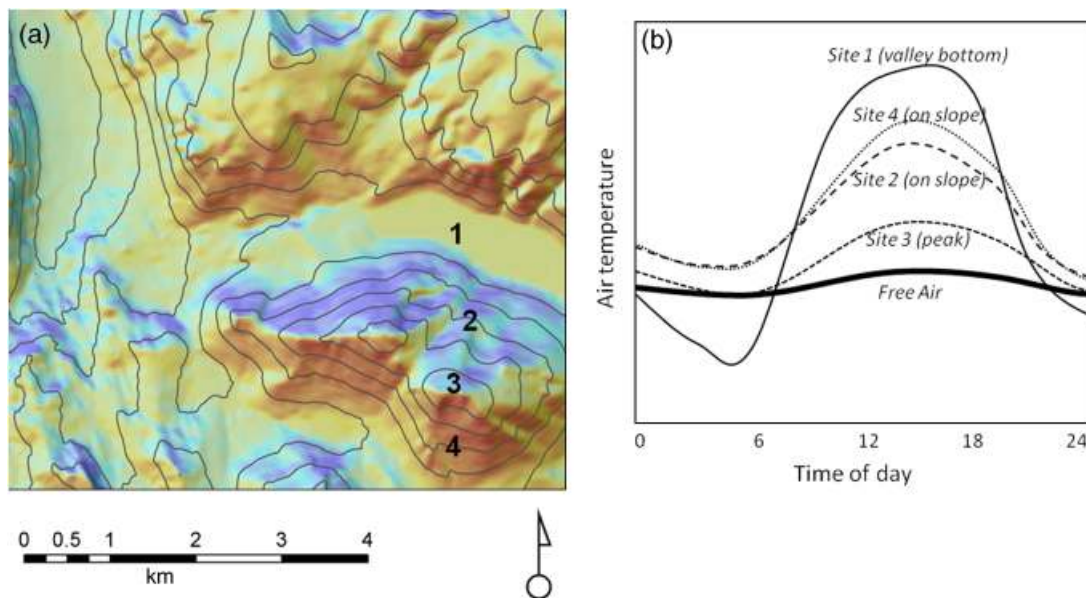 (a)
1
2
3
4
0 0.5 1 2 3 4
km
(b)
Site 1 (valley bottom)
Site 4 (on slope)
Site 2 (on slope)
Site 3 (peak)
Free Air
Air temperature
0 6 12 18 24
Time of day